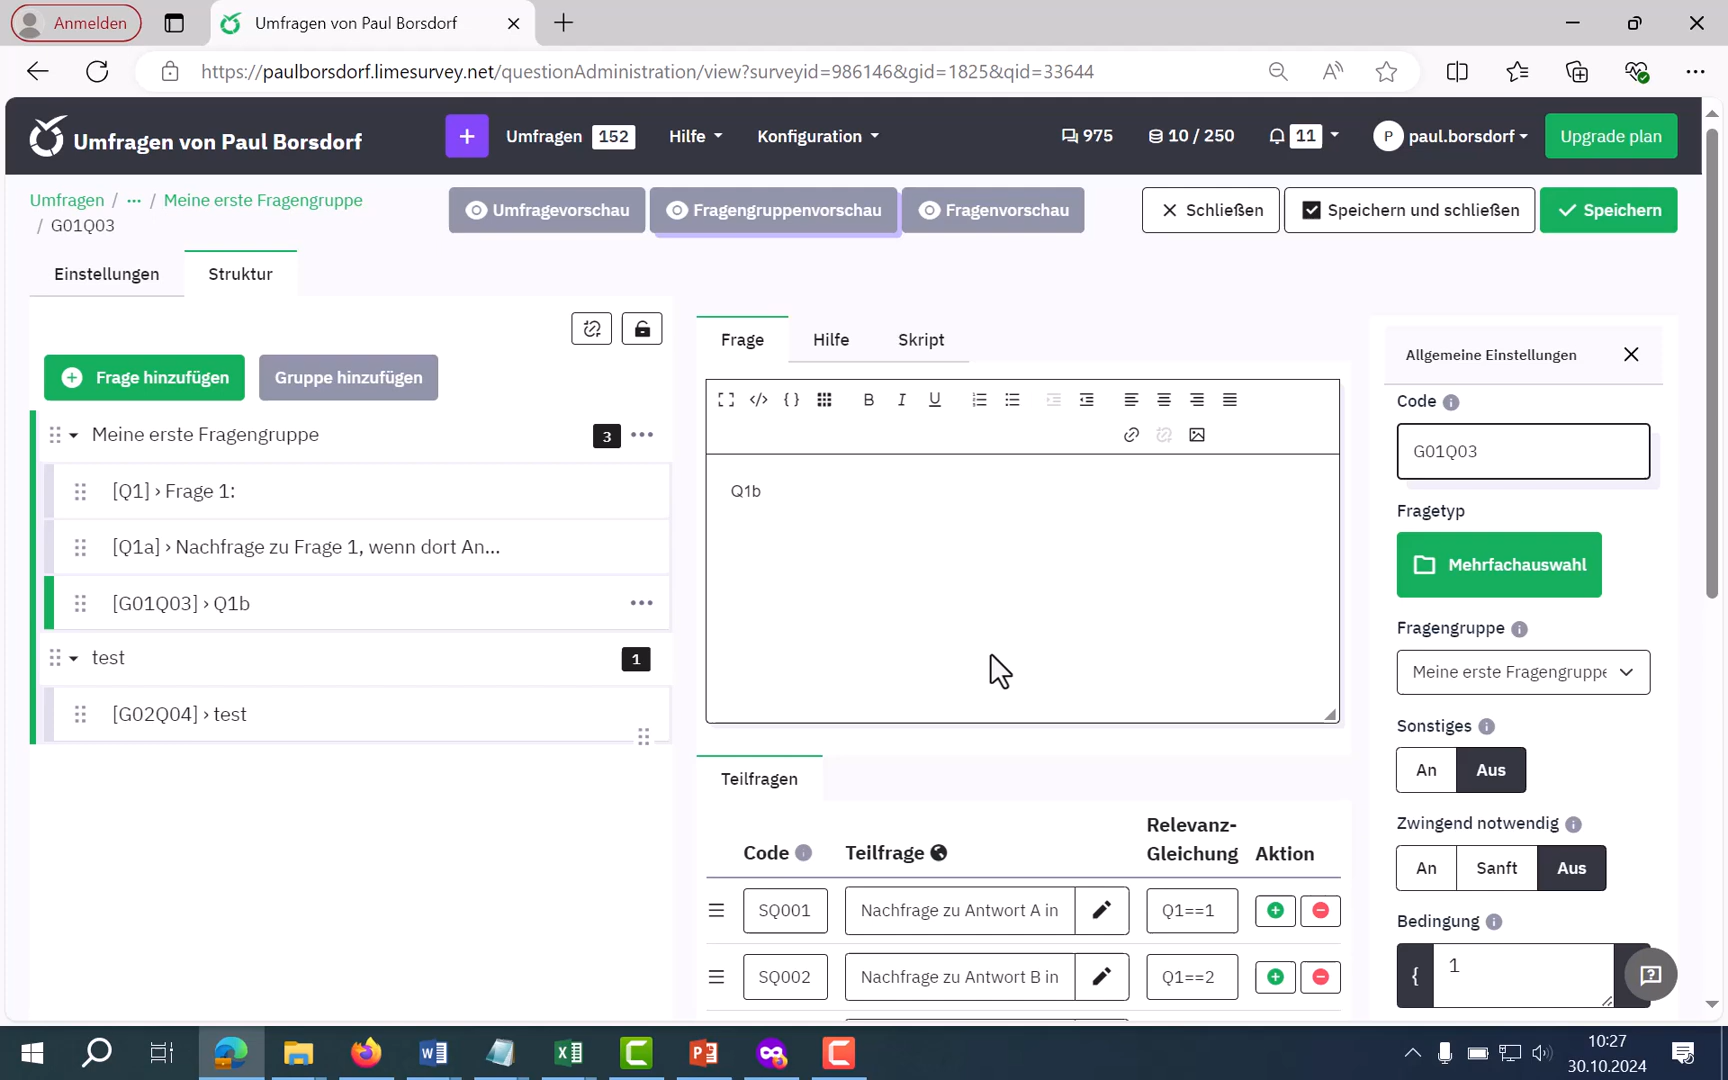 Anmelden
Umfragen von Paul Borsdorf
https://paulborsdorf.limesurvey.net/questionAdministration/view?surveyid=986146&gid=1825&qid=33644
Umfragen von Paul Borsdorf
Umfragen 152
Hilfe
Konfiguration
975
10 / 250
11
P paul.borsdorf
Upgrade plan
Umfragen / ... / Meine erste Fragengruppe
/ G01Q03
Umfragevorschau
Fragengruppenvorschau
Fragenvorschau
Schließen
Speichern und schließen
Speichern
Einstellungen
Struktur
Frage hinzufügen
Gruppe hinzufügen
Meine erste Fragengruppe 3
[Q1] › Frage 1:
[Q1a] › Nachfrage zu Frage 1, wenn dort An...
[G01Q03] › Q1b
test 1
[G02Q04] › test
Frage
Hilfe
Skript
B I U
Q1b
Teilfragen
Code
Teilfrage
Relevanz-
Gleichung
Aktion
SQ001 Nachfrage zu Antwort A in Q1==1
SQ002 Nachfrage zu Antwort B in Q1==2
Allgemeine Einstellungen
Code
G01Q03
Fragetyp
Mehrfachauswahl
Fragengruppe
Meine erste Fragengruppe
Sonstiges
An Aus
Zwingend notwendig
An Sanft Aus
Bedingung
{ 1
10:27
30.10.2024